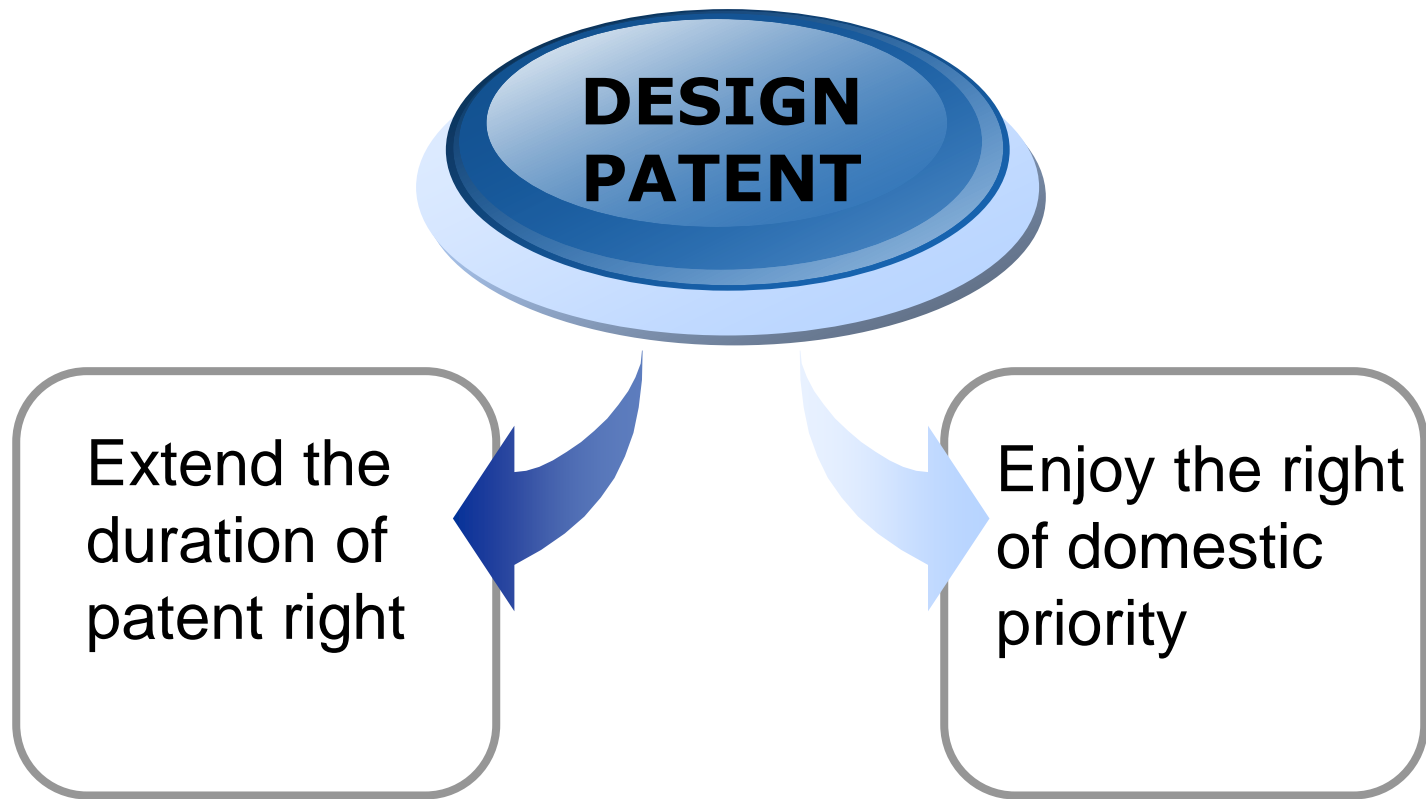 DESIGN
PATENT
Extend the
duration of
patent right
Enjoy the right
of domestic
priority